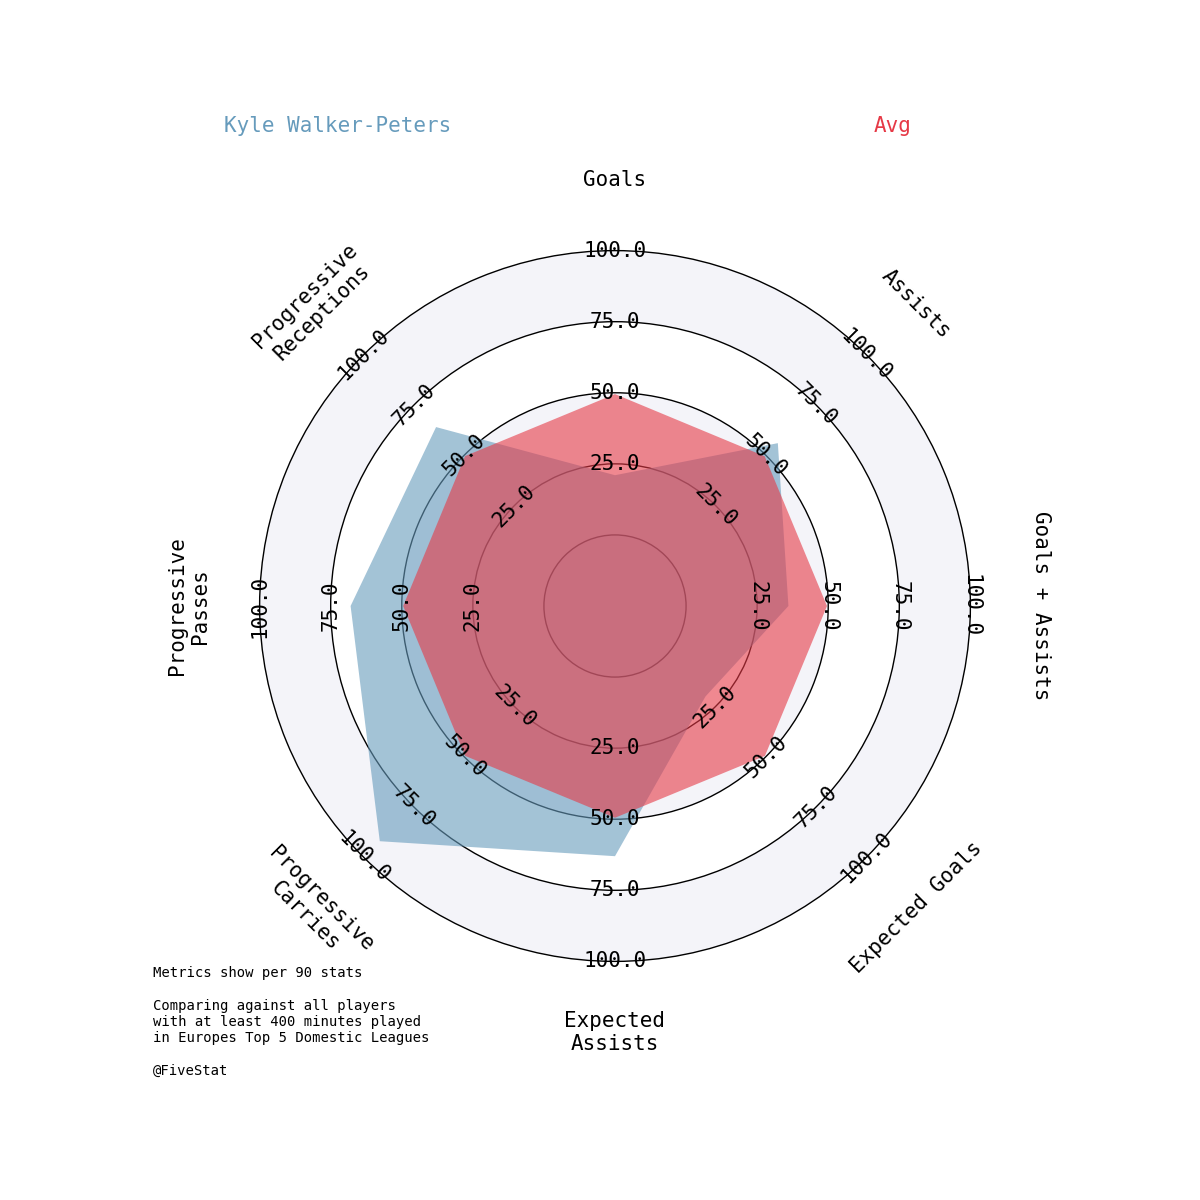 Kyle Walker-Peters
Avg
Goals
Assists
Goals + Assists
Expected Goals
Expected
Assists
Progressive
Carries
Progressive
Passes
Progressive
Receptions
25.0
50.0
75.0
100.0
25.0
50.0
75.0
100.0
25.0
50.0
75.0
100.0
25.0
50.0
75.0
100.0
25.0
50.0
75.0
100.0
25.0
50.0
75.0
100.0
25.0
50.0
75.0
100.0
25.0
50.0
75.0
100.0
Metrics show per 90 stats
Comparing against all players
with at least 400 minutes played
in Europes Top 5 Domestic Leagues
@FiveStat